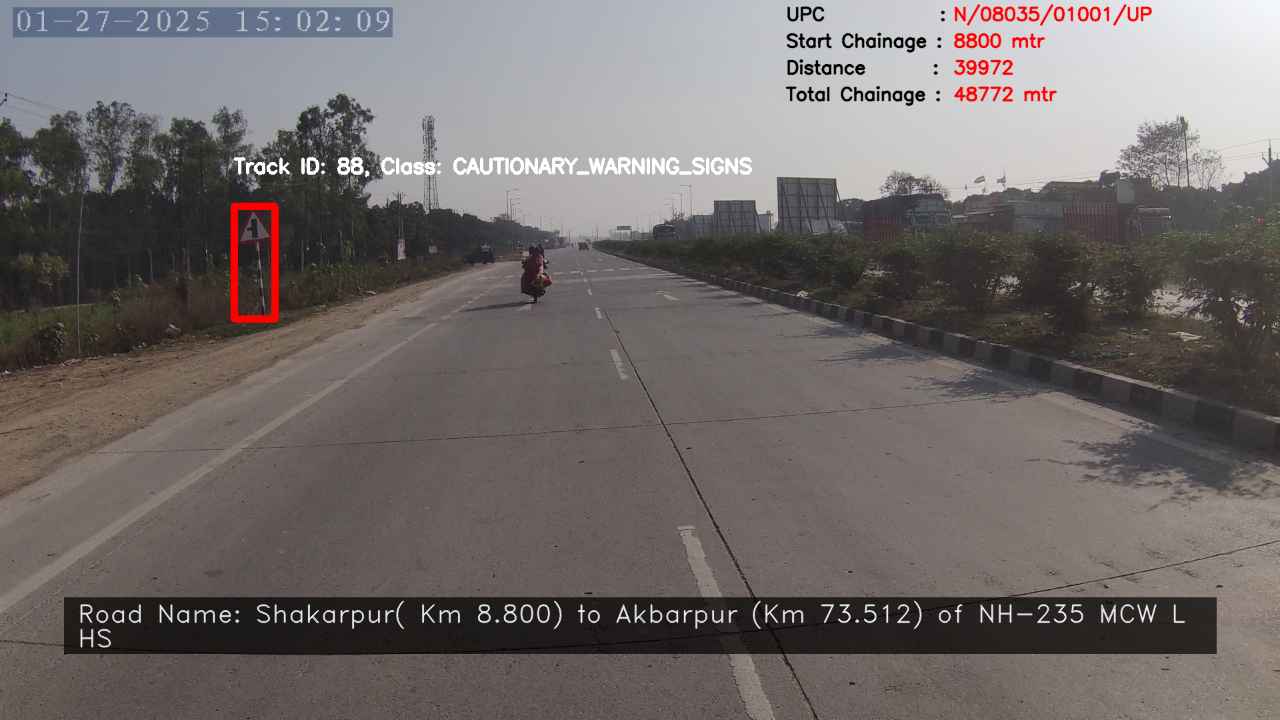 01-27-2025 15:02:09
UPC : N/08035/01001/UP
Start Chainage : 8800 mtr
Distance : 39972
Total Chainage : 48772 mtr
Track ID: 88, Class: CAUTIONARY_WARNING_SIGNS
Road Name: Shakarpur( Km 8.800) to Akbarpur (Km 73.512) of NH-235 MCW L
HS